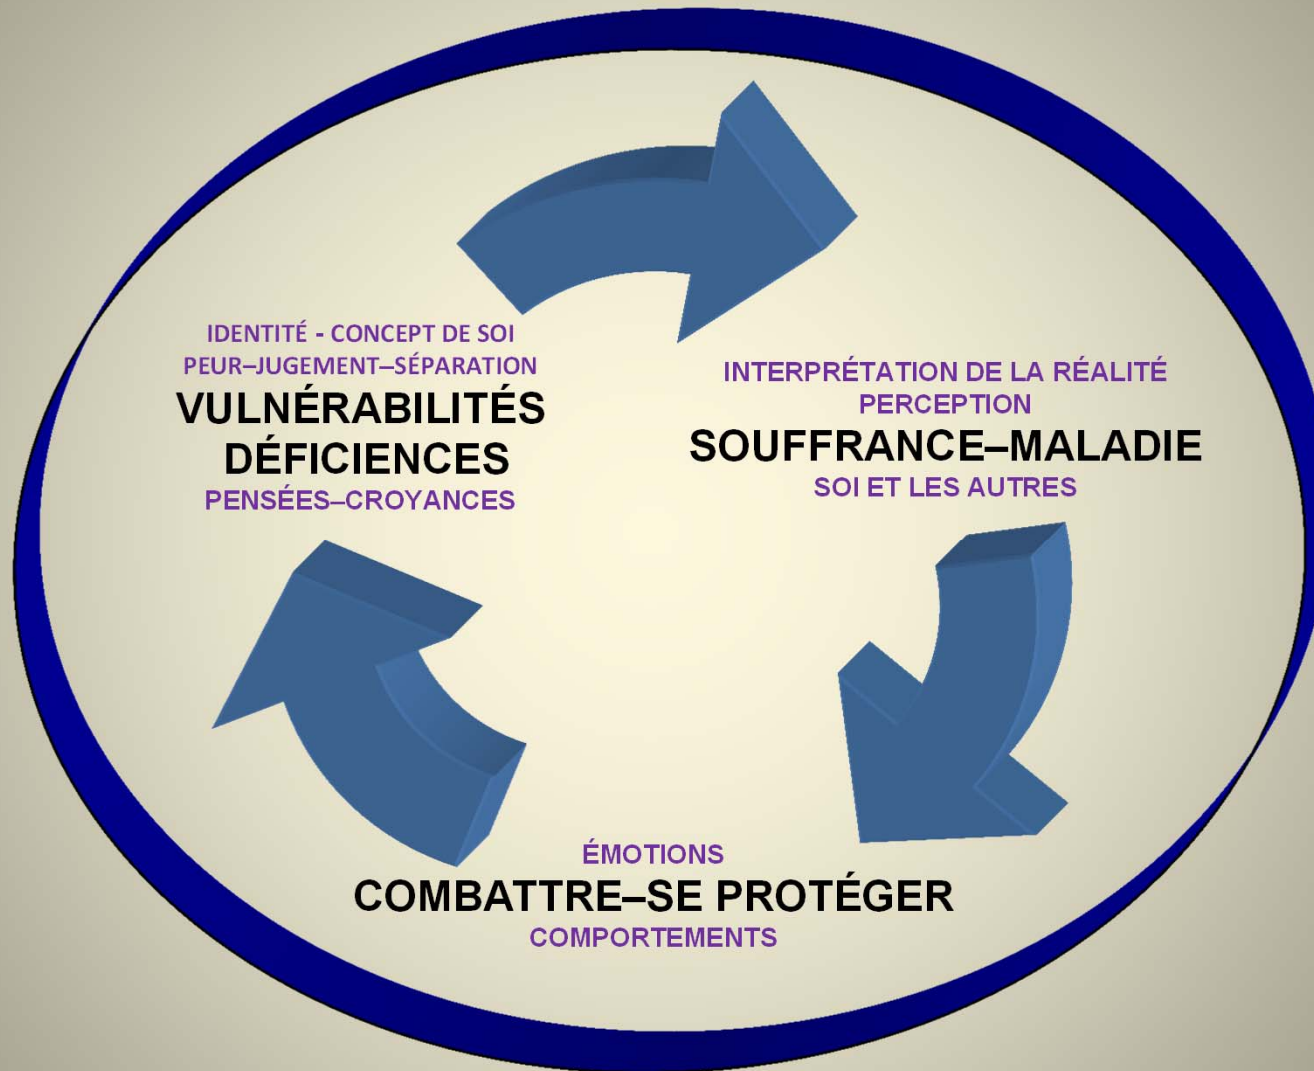 IDENTITÉ - CONCEPT DE SOI
PEUR–JUGEMENT–SÉPARATION
VULNÉRABILITÉS
DÉFICIENCES
PENSÉES–CROYANCES
INTERPRÉTATION DE LA RÉALITÉ
PERCEPTION
SOUFFRANCE–MALADIE
SOI ET LES AUTRES
ÉMOTIONS
COMBATTRE–SE PROTÉGER
COMPORTEMENTS